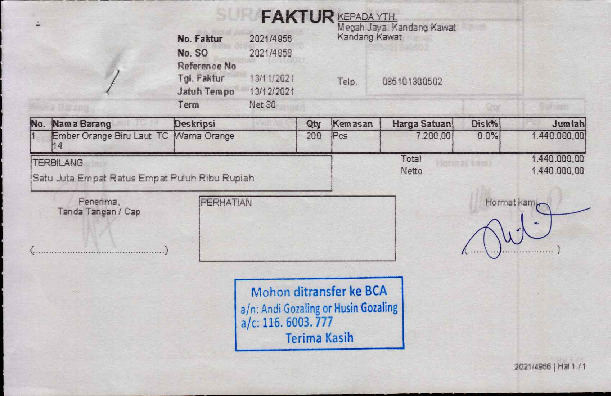 FAKTUR
KEPADA YTH.
Megah Jaya. Kandang Kawat
Kandang Kawat
No. Faktur 2021/4956
No. SO 2021/4956
Reference No
Tgl. Faktur 13/11/2021
Telp. 085101300502
Jatuh Tempo 13/12/2021
Term Net 30
No. Nama Barang Deskripsi Qty Kemasan Harga Satuan Disk% Jumlah
1 Ember Orange Biru Laut TC Warna Orange 200 Pcs 7.200,00 0.0% 1.440.000,00
14
TERBILANG Total 1.440.000,00
Netto 1.440.000,00
Satu Juta Empat Ratus Empat Puluh Ribu Rupiah
Penerima, PERHATIAN Hormat kami
Tanda Tangan / Cap
(..............................) (..............................)
Mohon ditransfer ke BCA
a/n: Andi Gozaling or Husin Gozaling
a/c: 116. 6003. 777
Terima Kasih
2021/4956 | Hal 1 / 1